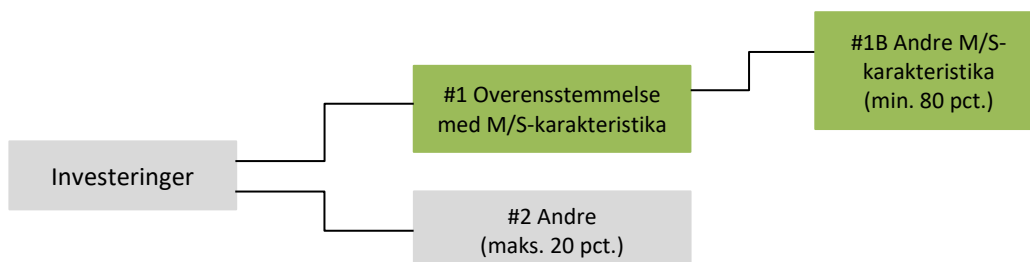 #1B Andre M/S-
karakteristika
(min. 80 pct.)
#1 Overensstemmelse
med M/S-karakteristika
Investeringer
#2 Andre
(maks. 20 pct.)